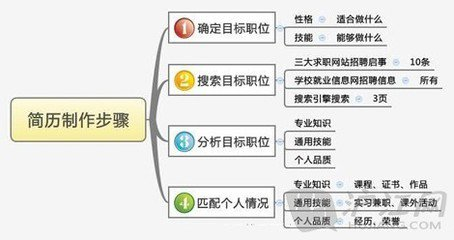 简历制作步骤
1 确定目标职位
性格 适合做什么
技能 能够做什么
2 搜索目标职位
三大求职网站招聘启事 10条
学校就业信息网招聘信息 所有
搜索引擎搜索 3页
3 分析目标职位
专业知识
通用技能
个人品质
4 匹配个人情况
专业知识 课程、证书、作品
通用技能 实习兼职、课外活动
个人品质 经历、荣誉